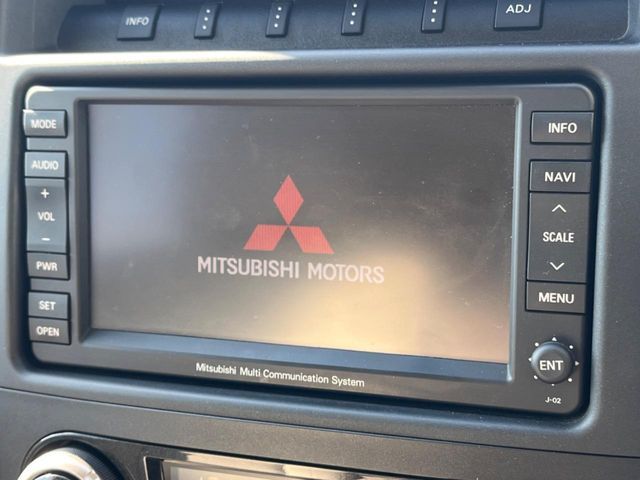 INFO
ADJ
MODE
AUDIO
+
VOL
−
PWR
SET
OPEN
MITSUBISHI MOTORS
INFO
NAVI
SCALE
MENU
ENT
J-02
Mitsubishi Multi Communication System